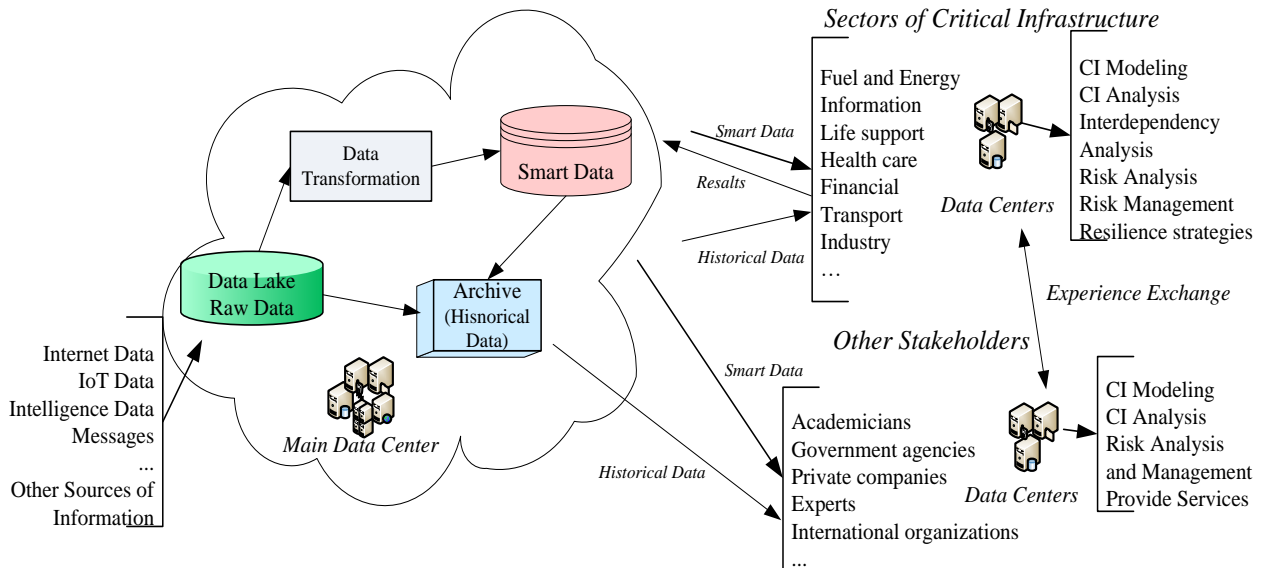 Sectors of Critical Infrastructure
Data
Transformation
Smart Data
Data Lake
Raw Data
Archive
(Hisnorical
Data)
Main Data Center
Internet Data
IoT Data
Intelligence Data
Messages
...
Other Sources of
Information
Smart Data
Resalts
Historical Data
Fuel and Energy
Information
Life support
Health care
Financial
Transport
Industry
…
Data Centers
CI Modeling
CI Analysis
Interdependency
Analysis
Risk Analysis
Risk Management
Resilience strategies
Experience Exchange
Other Stakeholders
Smart Data
Historical Data
Academicians
Government agencies
Private companies
Experts
International organizations
...
Data Centers
CI Modeling
CI Analysis
Risk Analysis
and Management
Provide Services